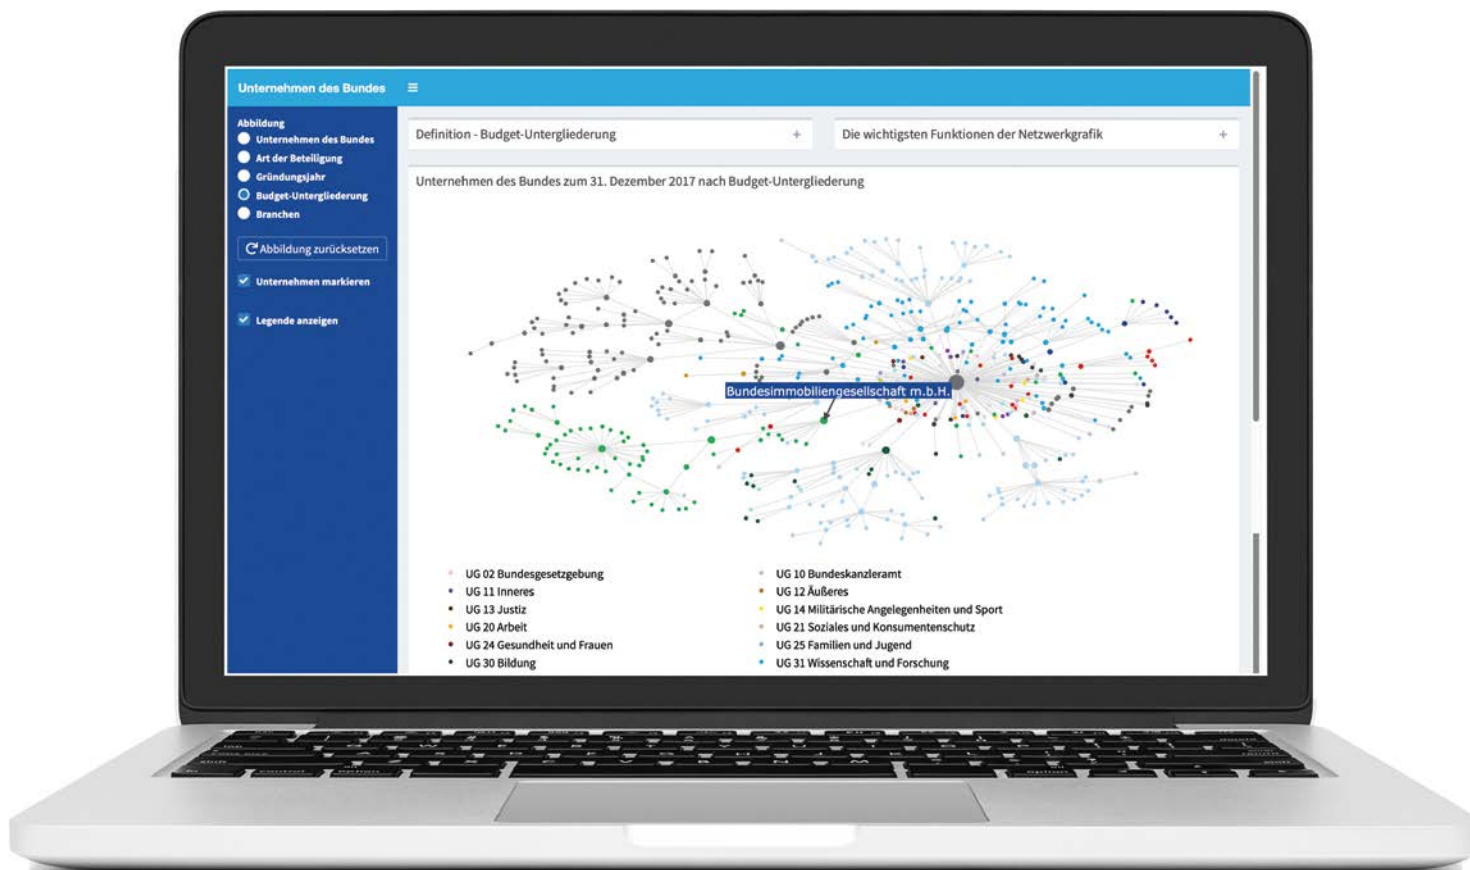 Unternehmen des Bundes
Abbildung
Unternehmen des Bundes
Art der Beteiligung
Gründungsjahr
Budget-Untergliederung
Branchen
Abbildung zurücksetzen
Unternehmen markieren
Legende anzeigen
Definition - Budget-Untergliederung +
Die wichtigsten Funktionen der Netzwerkgrafik +
Unternehmen des Bundes zum 31. Dezember 2017 nach Budget-Untergliederung
Bundesimmobiliengesellschaft m.b.H.
UG 02 Bundesgesetzgebung
UG 10 Bundeskanzleramt
UG 11 Inneres
UG 12 Äußeres
UG 13 Justiz
UG 14 Militärische Angelegenheiten und Sport
UG 20 Arbeit
UG 21 Soziales und Konsumentenschutz
UG 24 Gesundheit und Frauen
UG 25 Familien und Jugend
UG 30 Bildung
UG 31 Wissenschaft und Forschung